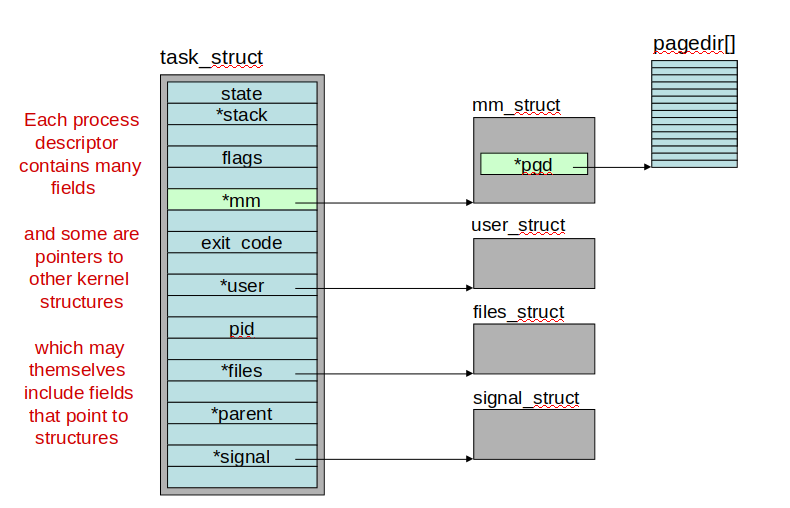 task_struct
pagedir[]
Each process
descriptor
contains many
fields
and some are
pointers to
other kernel
structures
which may
themselves
include fields
that point to
structures
state
*stack
flags
*mm
exit_code
*user
pid
*files
*parent
*signal
mm_struct
*pgd
user_struct
files_struct
signal_struct